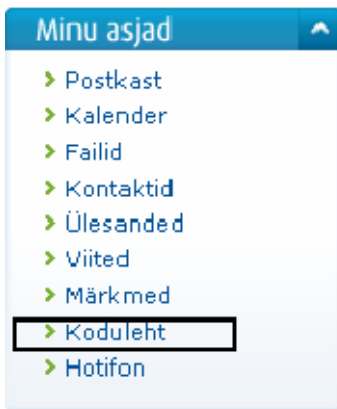 Minu asjad
Postkast
Kalender
Failid
Kontaktid
Ülesanded
Viited
Märkmed
Koduleht
Hotifon